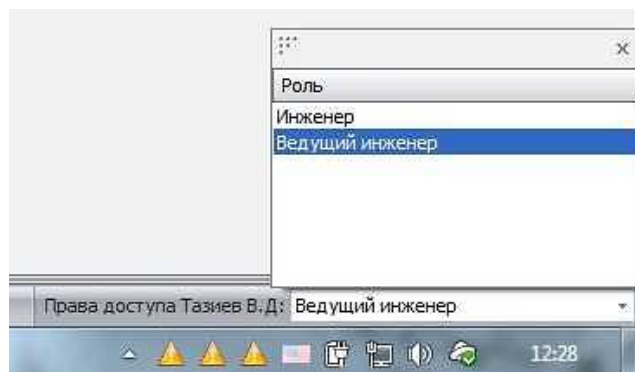 Роль
Инженер
Ведущий инженер
Права доступа Тазиев В.Д: Ведущий инженер
12:28